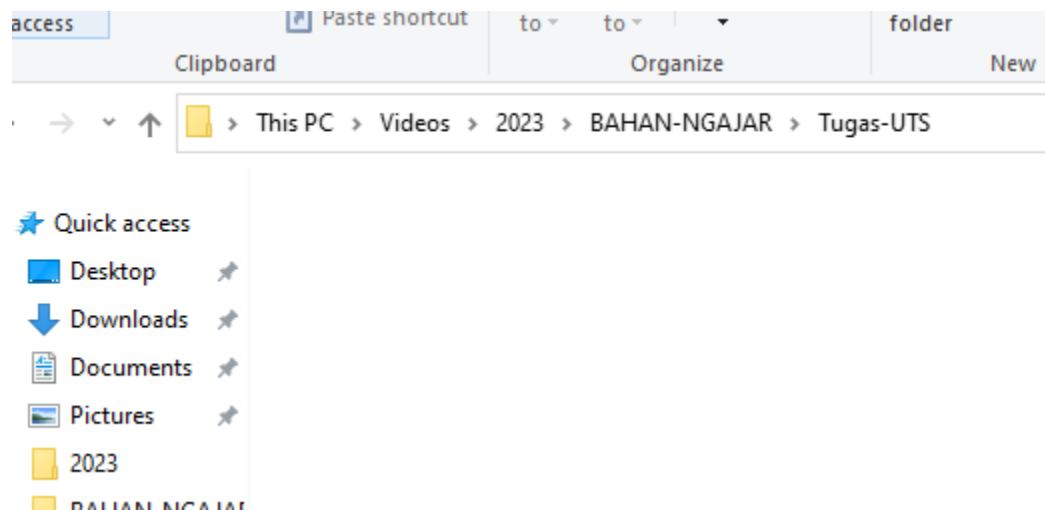 access
Paste shortcut
to
to
folder
Clipboard
Organize
New
This PC > Videos > 2023 > BAHAN-NGAJAR > Tugas-UTS
Quick access
Desktop
Downloads
Documents
Pictures
2023